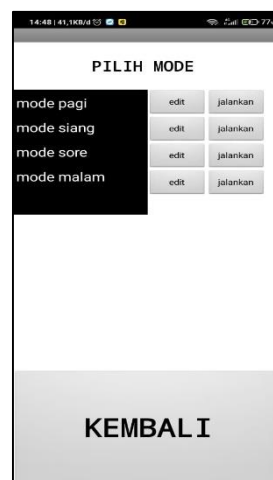 14:48 | 41,1KB/d
PILIH MODE
mode pagi edit jalankan
mode siang edit jalankan
mode sore edit jalankan
mode malam edit jalankan
KEMBALI